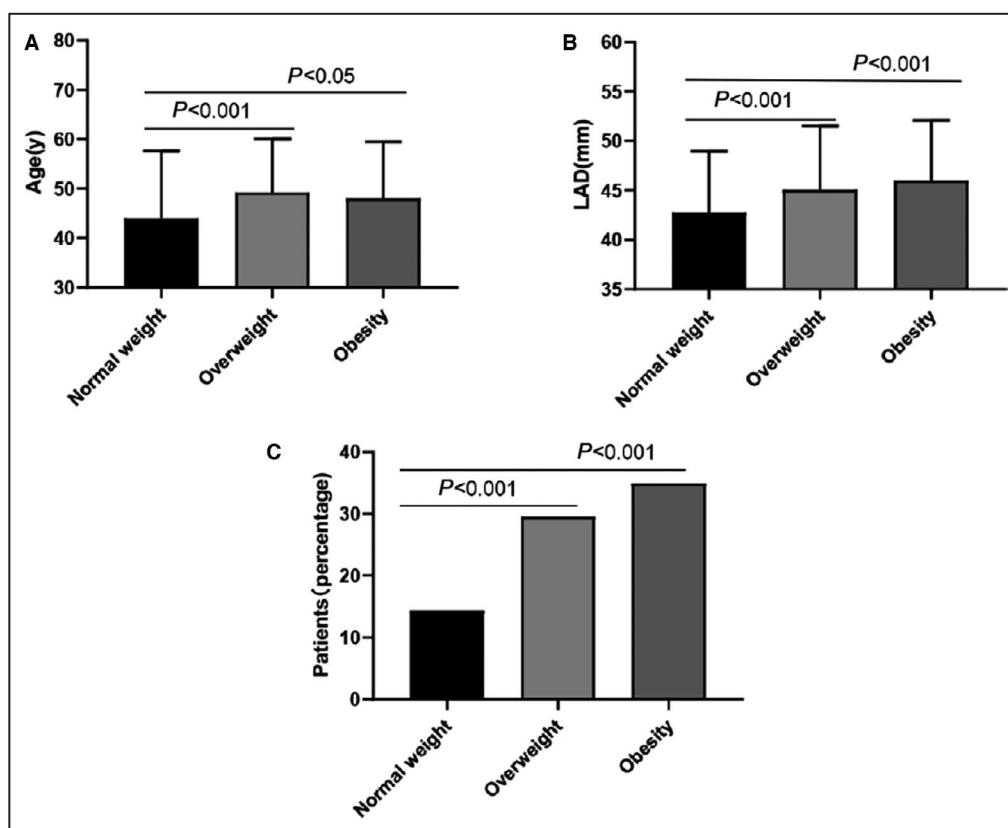 A
Age(y)
80
70
60
50
40
30
P<0.05
P<0.001
Normal weight
Overweight
Obesity
B
LAD(mm)
60
55
50
45
40
35
P<0.001
P<0.001
Normal weight
Overweight
Obesity
C
Patients(percentage)
40
30
20
10
0
P<0.001
P<0.001
Normal weight
Overweight
Obesity